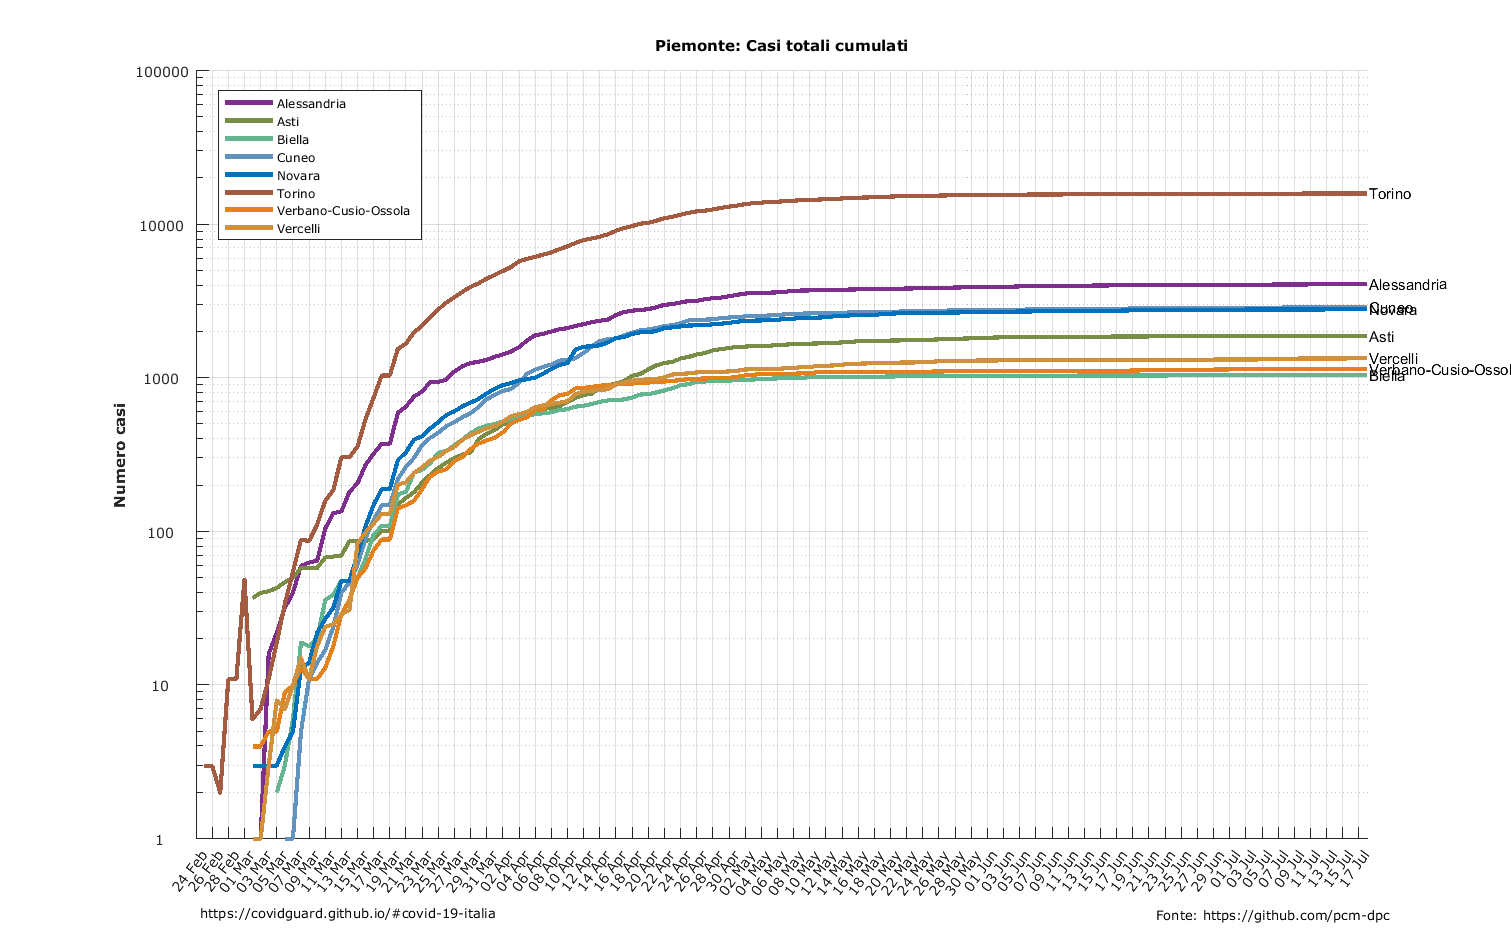 Piemonte: Casi totali cumulati
100000
10000
1000
100
10
1
Numero casi
Alessandria
Asti
Biella
Cuneo
Novara
Torino
Verbano-Cusio-Ossola
Vercelli
Torino
Alessandria
Cuneo
Novara
Asti
Vercelli
Verbano-Cusio-Ossol
Biella
24 Feb
26 Feb
28 Feb
01 Mar
03 Mar
05 Mar
07 Mar
09 Mar
11 Mar
13 Mar
15 Mar
17 Mar
19 Mar
21 Mar
23 Mar
25 Mar
27 Mar
29 Mar
31 Mar
02 Apr
04 Apr
06 Apr
08 Apr
10 Apr
12 Apr
14 Apr
16 Apr
18 Apr
20 Apr
22 Apr
24 Apr
26 Apr
28 Apr
30 Apr
02 May
04 May
06 May
08 May
10 May
12 May
14 May
16 May
18 May
20 May
22 May
24 May
26 May
28 May
30 May
01 Jun
03 Jun
05 Jun
07 Jun
09 Jun
11 Jun
13 Jun
15 Jun
17 Jun
19 Jun
21 Jun
23 Jun
25 Jun
27 Jun
29 Jun
01 Jul
03 Jul
05 Jul
07 Jul
09 Jul
11 Jul
13 Jul
15 Jul
17 Jul
https://covidguard.github.io/#covid-19-italia
Fonte: https://github.com/pcm-dpc